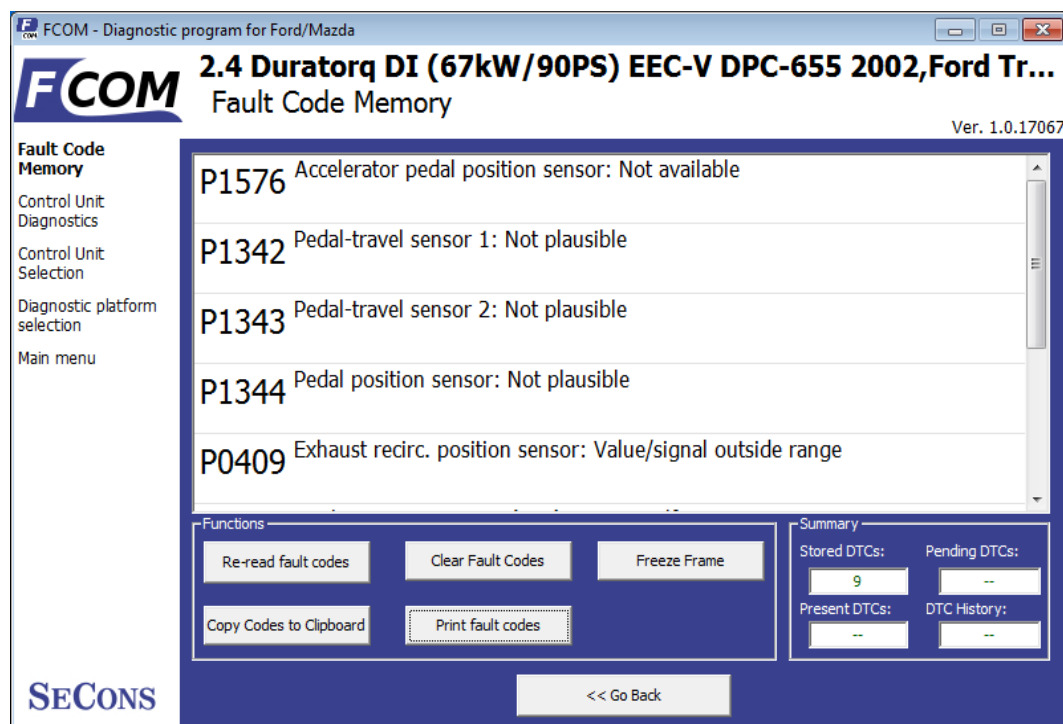 FCOM - Diagnostic program for Ford/Mazda
FCOM
2.4 Duratorq DI (67kW/90PS) EEC-V DPC-655 2002,Ford Tr...
Fault Code Memory
Ver. 1.0.17067
Fault Code
Memory
Control Unit
Diagnostics
Control Unit
Selection
Diagnostic platform
selection
Main menu
P1576 Accelerator pedal position sensor: Not available
P1342 Pedal-travel sensor 1: Not plausible
P1343 Pedal-travel sensor 2: Not plausible
P1344 Pedal position sensor: Not plausible
P0409 Exhaust recirc. position sensor: Value/signal outside range
Functions
Re-read fault codes
Clear Fault Codes
Freeze Frame
Copy Codes to Clipboard
Print fault codes
Summary
Stored DTCs:
Pending DTCs:
9
--
Present DTCs:
DTC History:
--
--
SECONS
<< Go Back